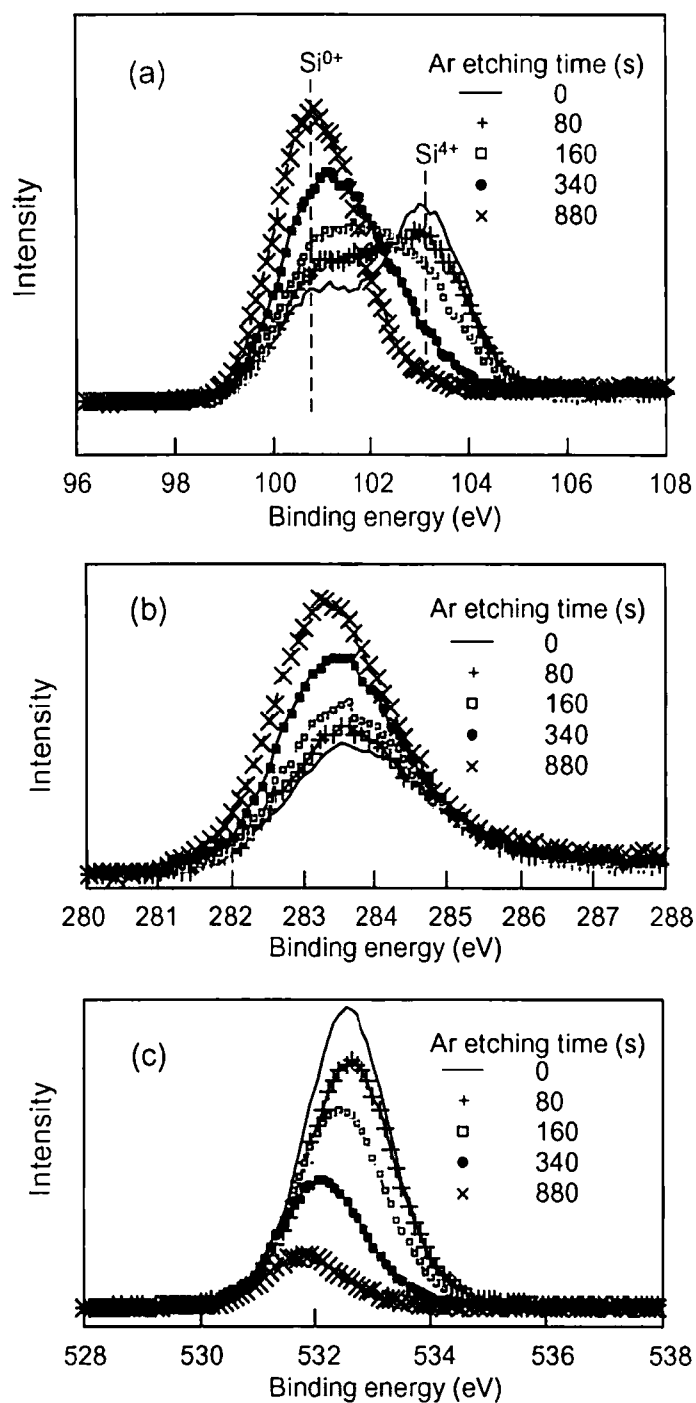 (a)
Si0+
Si4+
Ar etching time (s)
0
80
160
340
880
Intensity
96 98 100 102 104 106 108
Binding energy (eV)
(b)
Ar etching time (s)
0
80
160
340
880
Intensity
280 281 282 283 284 285 286 287 288
Binding energy (eV)
(c)
Ar etching time (s)
0
80
160
340
880
Intensity
528 530 532 534 536 538
Binding energy (eV)